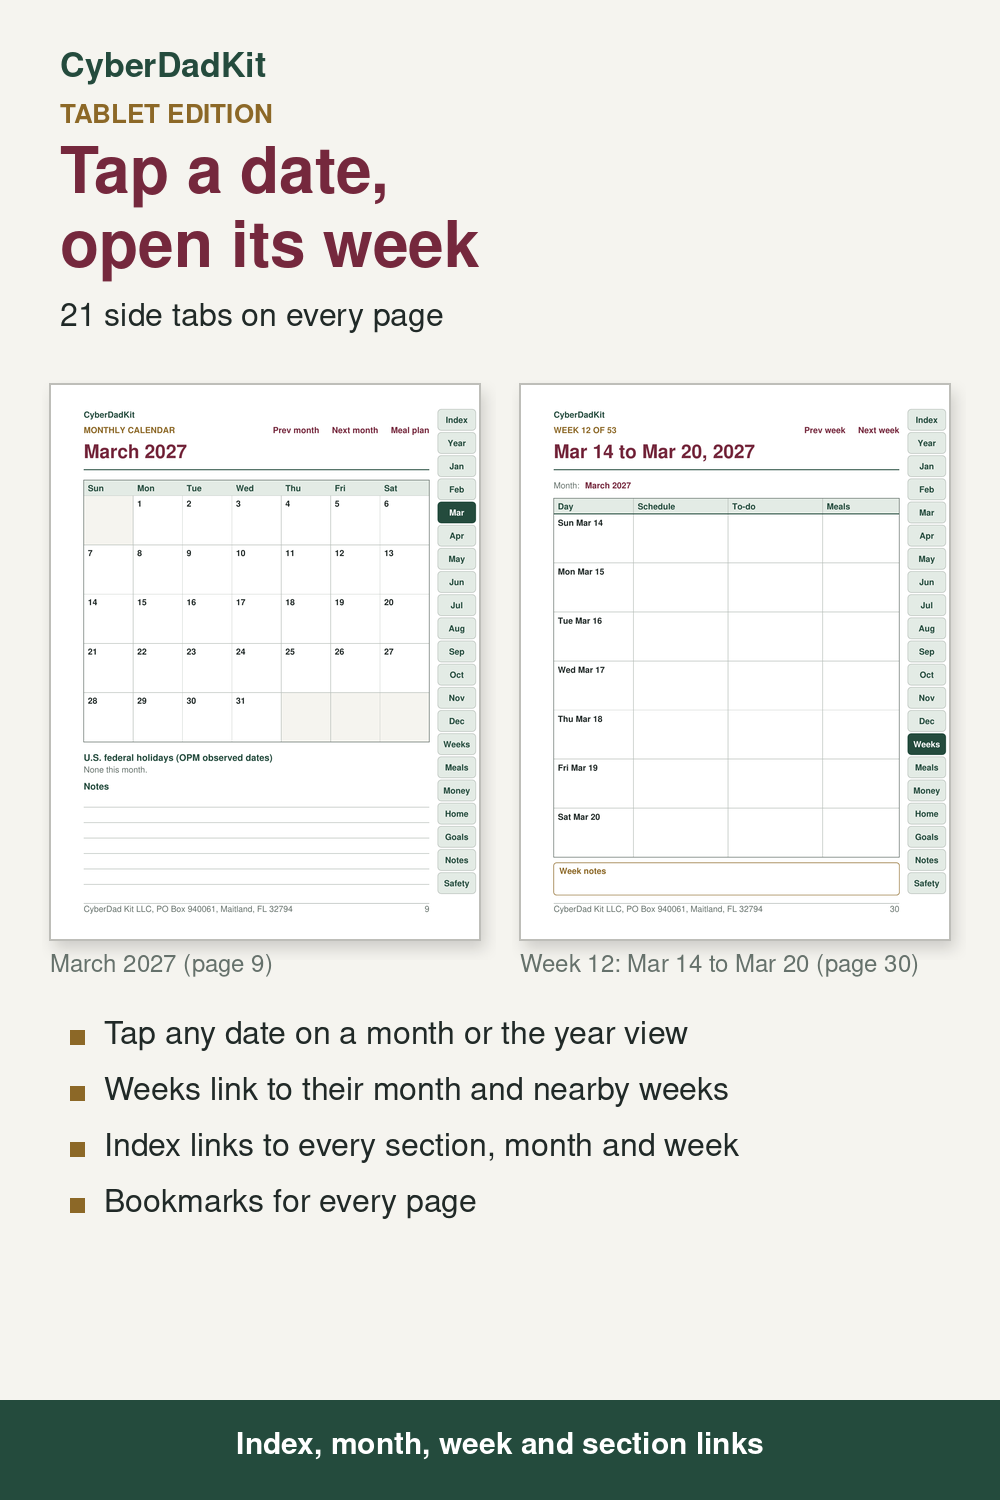 CyberDadKit
TABLET EDITION
Tap a date,
open its week
21 side tabs on every page
CyberDadKit
MONTHLY CALENDAR
Prev month Next month Meal plan
March 2027
Sun Mon Tue Wed Thu Fri Sat
1 2 3 4 5 6
7 8 9 10 11 12 13
14 15 16 17 18 19 20
21 22 23 24 25 26 27
28 29 30 31
U.S. federal holidays (OPM observed dates)
None this month.
Notes
CyberDad Kit LLC, PO Box 940061, Maitland, FL 32794
9
Index
Year
Jan
Feb
Mar
Apr
May
Jun
Jul
Aug
Sep
Oct
Nov
Dec
Weeks
Meals
Money
Home
Goals
Notes
Safety
March 2027 (page 9)
CyberDadKit
WEEK 12 OF 53
Prev week Next week
Mar 14 to Mar 20, 2027
Month: March 2027
Day Schedule To-do Meals
Sun Mar 14
Mon Mar 15
Tue Mar 16
Wed Mar 17
Thu Mar 18
Fri Mar 19
Sat Mar 20
Week notes
CyberDad Kit LLC, PO Box 940061, Maitland, FL 32794
30
Index
Year
Jan
Feb
Mar
Apr
May
Jun
Jul
Aug
Sep
Oct
Nov
Dec
Weeks
Meals
Money
Home
Goals
Notes
Safety
Week 12: Mar 14 to Mar 20 (page 30)
Tap any date on a month or the year view
Weeks link to their month and nearby weeks
Index links to every section, month and week
Bookmarks for every page
Index, month, week and section links